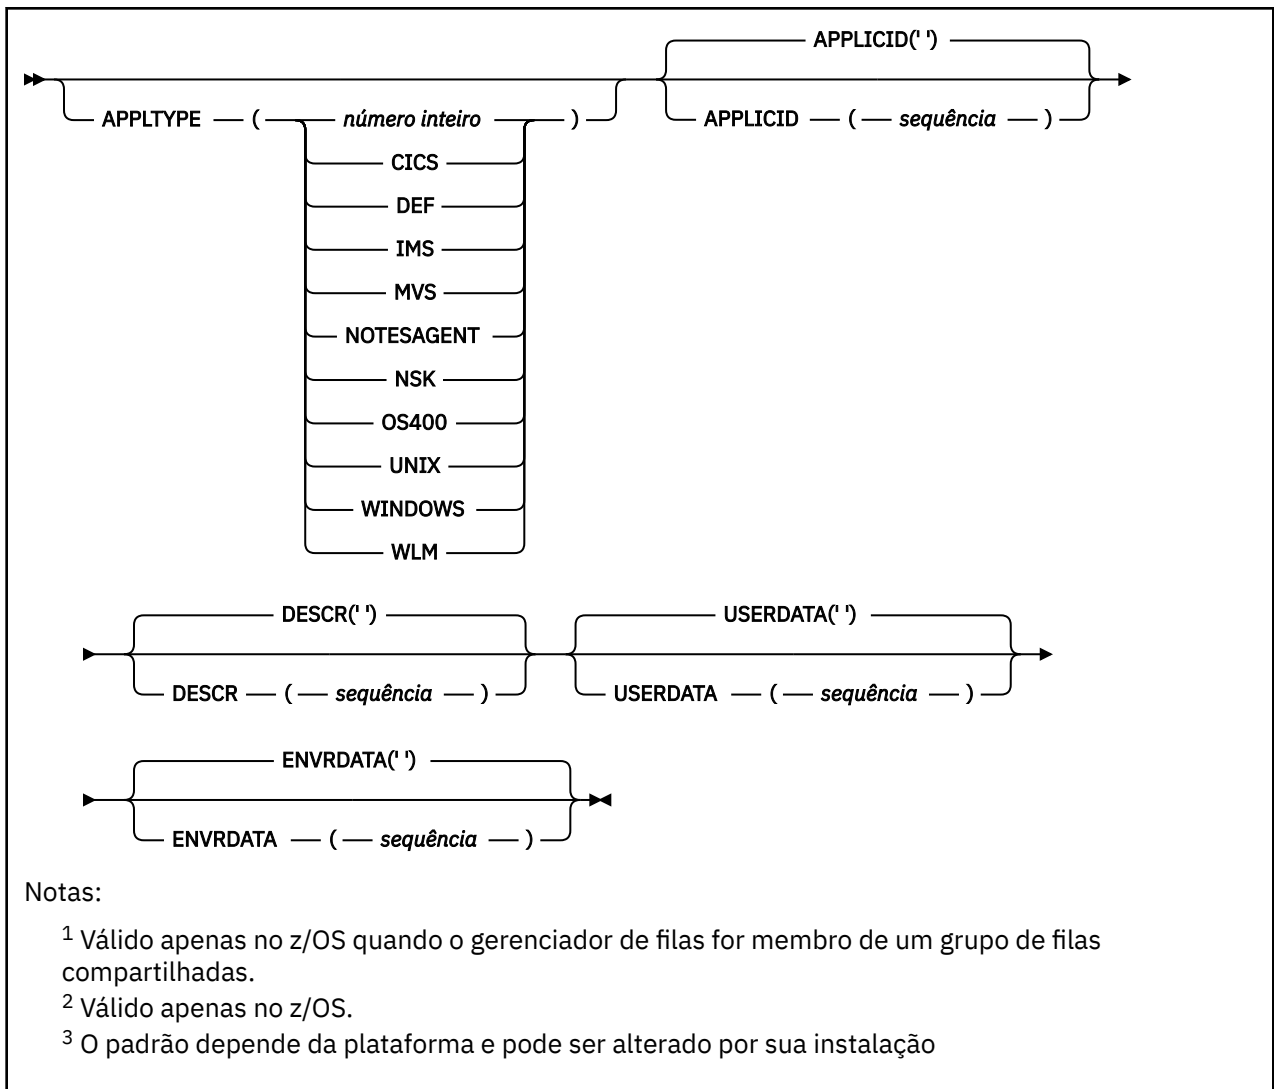 APPLICID(' ')
APPLTYPE ( número inteiro ) APPLICID ( sequência )
CICS
DEF
IMS
MVS
NOTESAGENT
NSK
OS400
UNIX
WINDOWS
WLM
DESCR(' ') USERDATA(' ')
DESCR ( sequência ) USERDATA ( sequência )
ENVRDATA(' ')
ENVRDATA ( sequência )
Notas:
1 Válido apenas no z/OS quando o gerenciador de filas for membro de um grupo de filas
compartilhadas.
2 Válido apenas no z/OS.
3 O padrão depende da plataforma e pode ser alterado por sua instalação